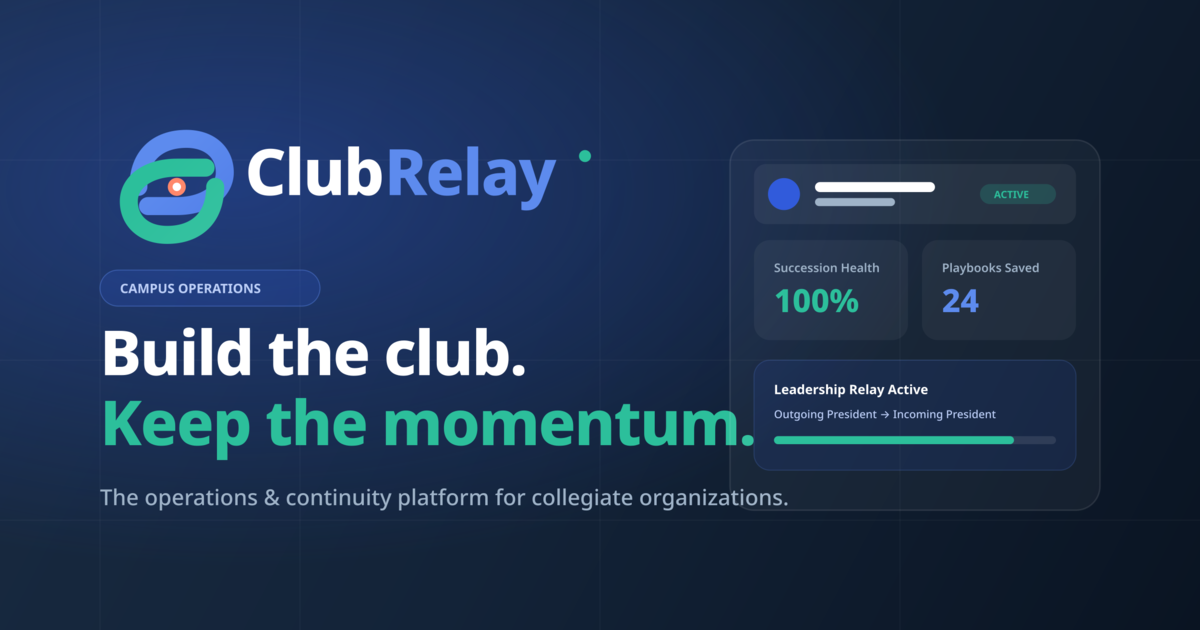 ClubRelay
CAMPUS OPERATIONS
Build the club.
Keep the momentum.
The operations & continuity platform for collegiate organizations.
ACTIVE
Succession Health
100%
Playbooks Saved
24
Leadership Relay Active
Outgoing President → Incoming President